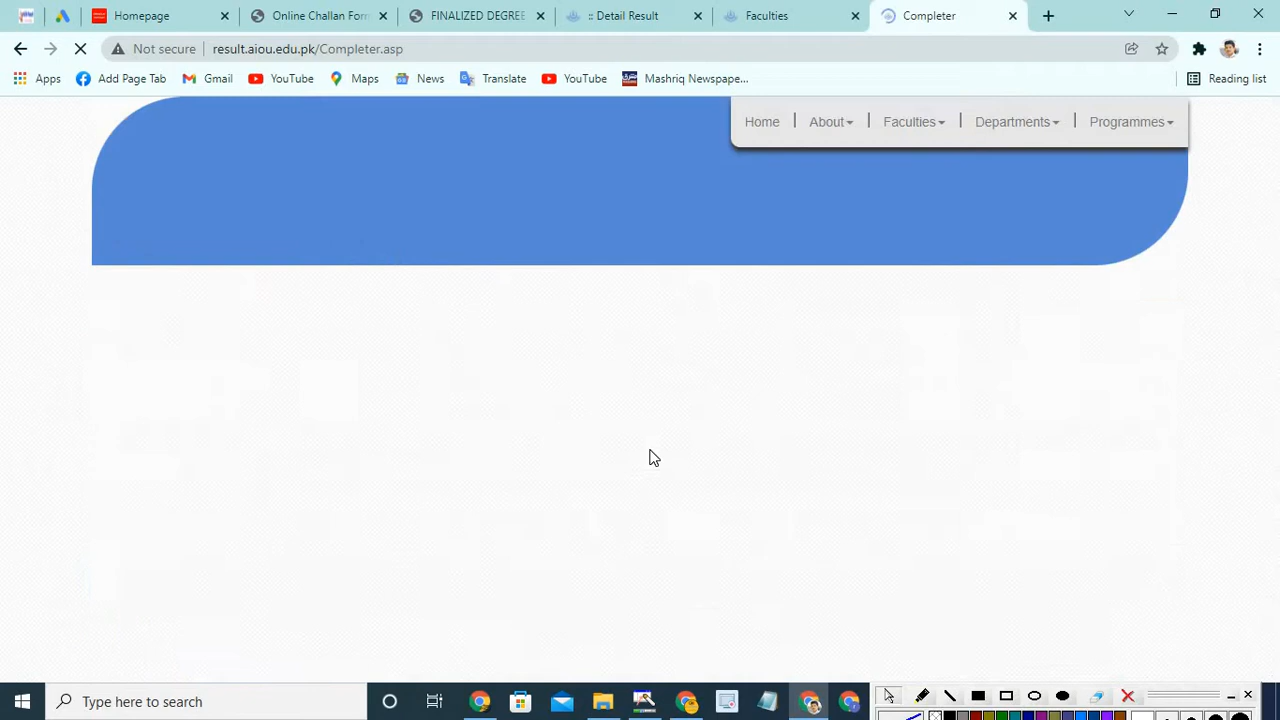 Homepage
Online Challan Form
FINALIZED DEGREE
:: Detail Result
Faculties
Completer
Not secure
result.aiou.edu.pk/Completer.asp
Apps
Add Page Tab
Gmail
YouTube
Maps
News
Translate
YouTube
Mashriq Newspape...
Reading list
Home
About
Faculties
Departments
Programmes
Type here to search